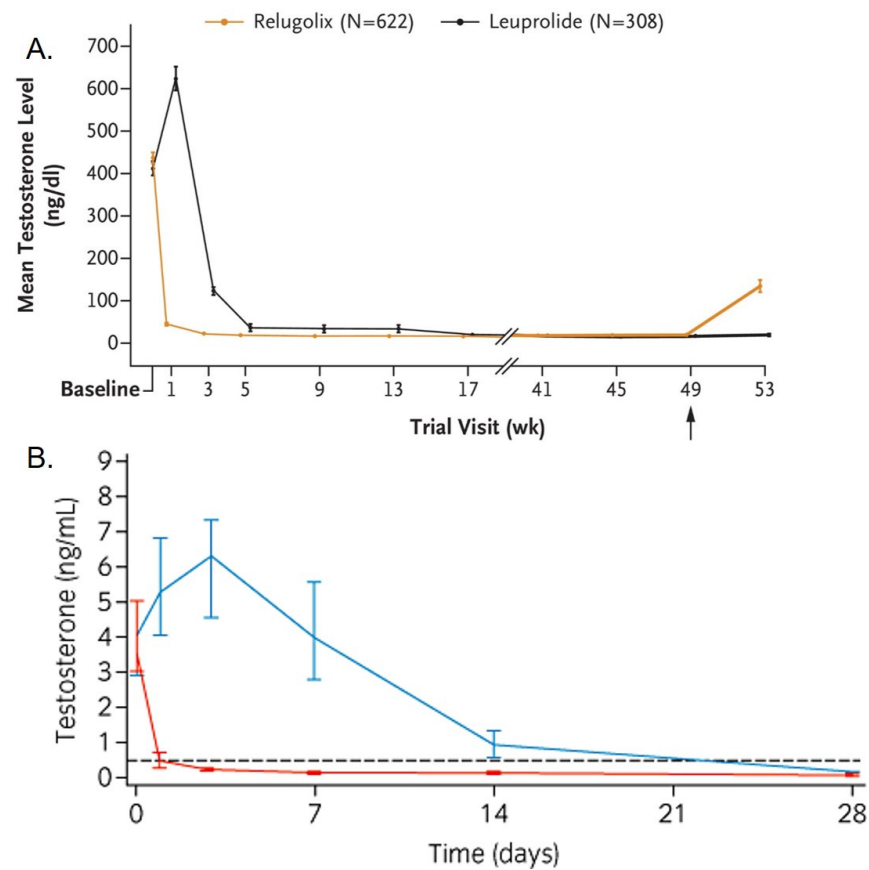 A.
Relugolix (N=622) Leuprolide (N=308)
Mean Testosterone Level
(ng/dl)
700
600
500
400
300
200
100
0
Baseline 1 3 5 9 13 17 41 45 49 53
Trial Visit (wk)
B.
Testosterone (ng/mL)
9
8
7
6
5
4
3
2
1
0
0 7 14 21 28
Time (days)